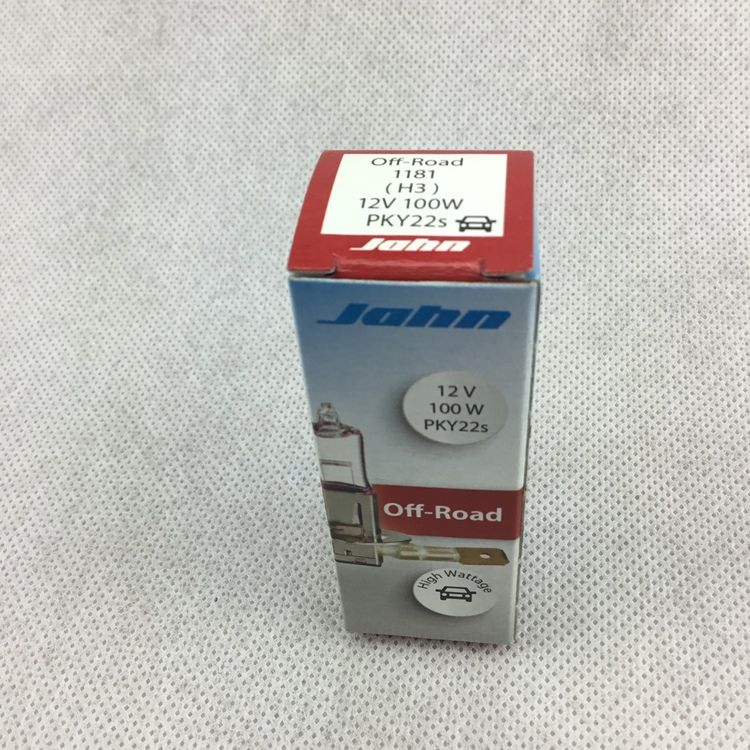 Off-Road
1181
( H3 )
12V 100W
PKY22s
Jahn
Jahn
12 V
100 W
PKY22s
Off-Road
High Wattage